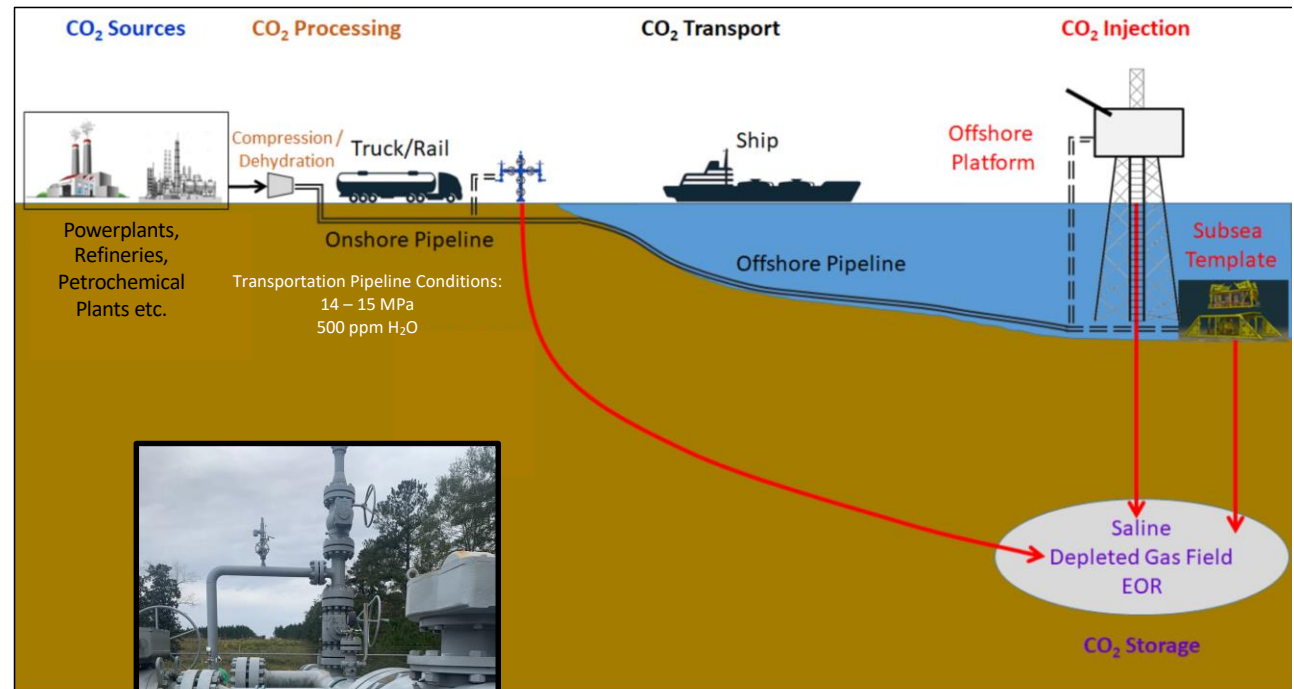 CO₂ Sources
CO₂ Processing
CO₂ Transport
CO₂ Injection
Compression /
Dehydration
Truck/Rail
Ship
Offshore
Platform
Powerplants,
Refineries,
Petrochemical
Plants etc.
Onshore Pipeline
Transportation Pipeline Conditions:
14 – 15 MPa
500 ppm H₂O
Offshore Pipeline
Subsea
Template
Saline
Depleted Gas Field
EOR
CO₂ Storage